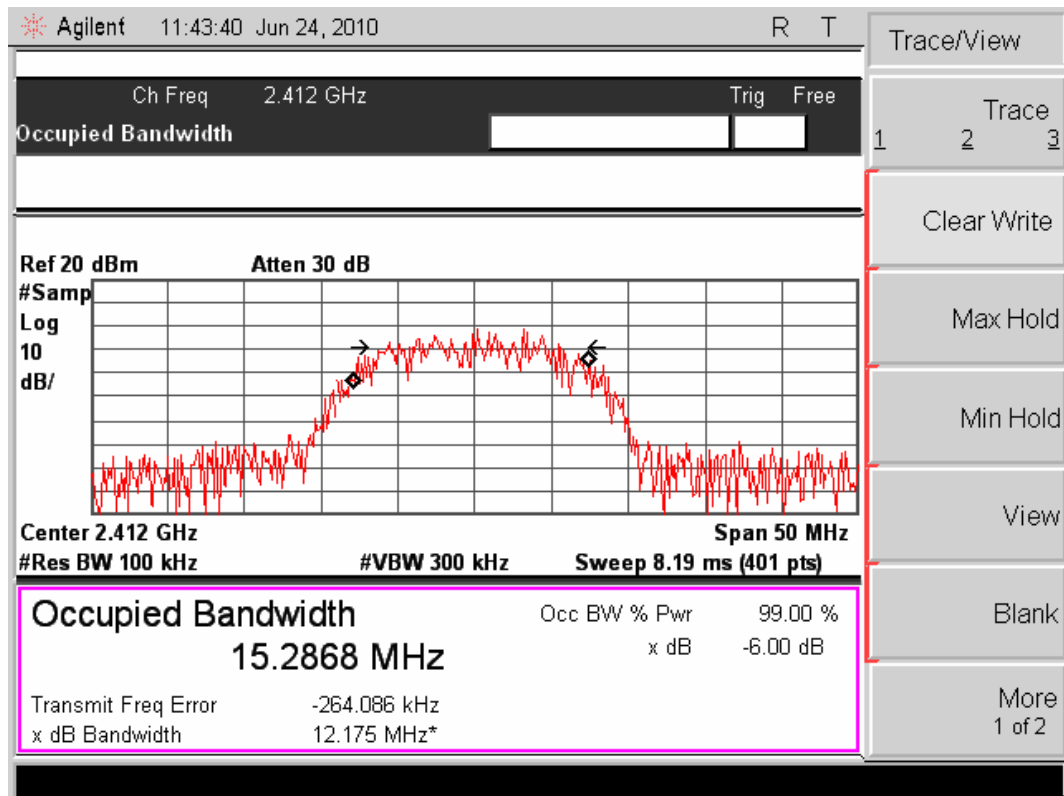 Agilent 11:43:40 Jun 24, 2010 R T
Ch Freq 2.412 GHz Trig Free
Occupied Bandwidth
Ref 20 dBm Atten 30 dB
#Samp
Log
10
dB/
Center 2.412 GHz Span 50 MHz
#Res BW 100 kHz #VBW 300 kHz Sweep 8.19 ms (401 pts)
Occupied Bandwidth Occ BW % Pwr 99.00 %
15.2868 MHz x dB -6.00 dB
Transmit Freq Error -264.086 kHz
x dB Bandwidth 12.175 MHz*
Trace/View
Trace
1 2 3
Clear Write
Max Hold
Min Hold
View
Blank
More
1 of 2